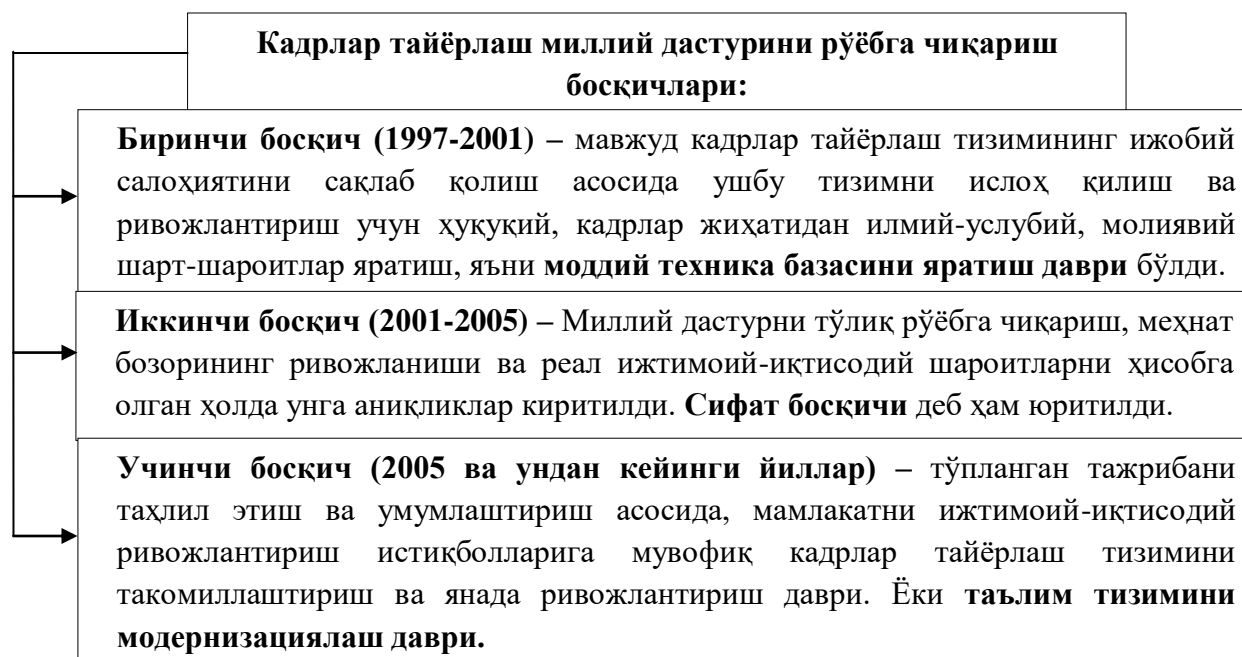 Кадрлар тайёрлаш миллий дастурини рўёбга чиқариш
босқичлари:
Биринчи босқич (1997-2001) – мавжуд кадрлар тайёрлаш тизимининг ижобий
салоҳиятини сақлаб қолиш асосида ушбу тизимни ислоҳ қилиш ва
ривожлантириш учун ҳуқуқий, кадрлар жиҳатидан илмий-услубий, молиявий
шарт-шароитлар яратиш, яъни моддий техника базасини яратиш даври бўлди.
Иккинчи босқич (2001-2005) – Миллий дастурни тўлиқ рўёбга чиқариш, меҳнат
бозорининг ривожланиши ва реал ижтимоий-иқтисодий шароитларни ҳисобга
олган ҳолда унга аниқликлар киритилди. Сифат босқичи деб ҳам юритилди.
Учинчи босқич (2005 ва ундан кейинги йиллар) – тўпланган тажрибани
таҳлил этиш ва умумлаштириш асосида, мамлакатни ижтимоий-иқтисодий
ривожлантириш истиқболларига мувофиқ кадрлар тайёрлаш тизимини
такомиллаштириш ва янада ривожлантириш даври. Ёки таълим тизимини
модернизациялаш даври.